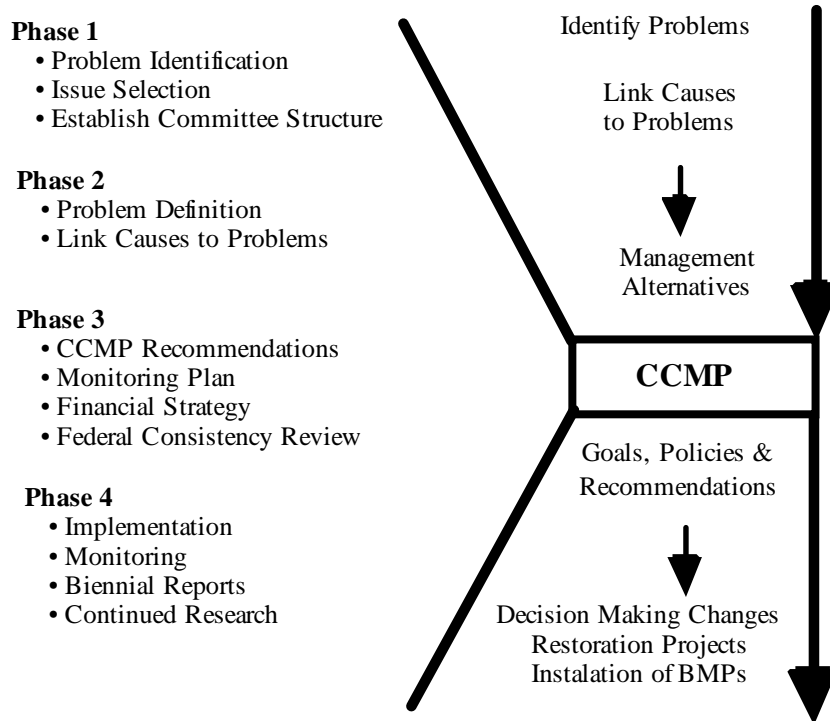 Phase 1
• Problem Identification
• Issue Selection
• Establish Committee Structure
Phase 2
• Problem Definition
• Link Causes to Problems
Phase 3
• CCMP Recommendations
• Monitoring Plan
• Financial Strategy
• Federal Consistency Review
Phase 4
• Implementation
• Monitoring
• Biennial Reports
• Continued Research
Identify Problems
Link Causes
to Problems
Management
Alternatives
CCMP
Goals, Policies &
Recommendations
Decision Making Changes
Restoration Projects
Instalation of BMPs